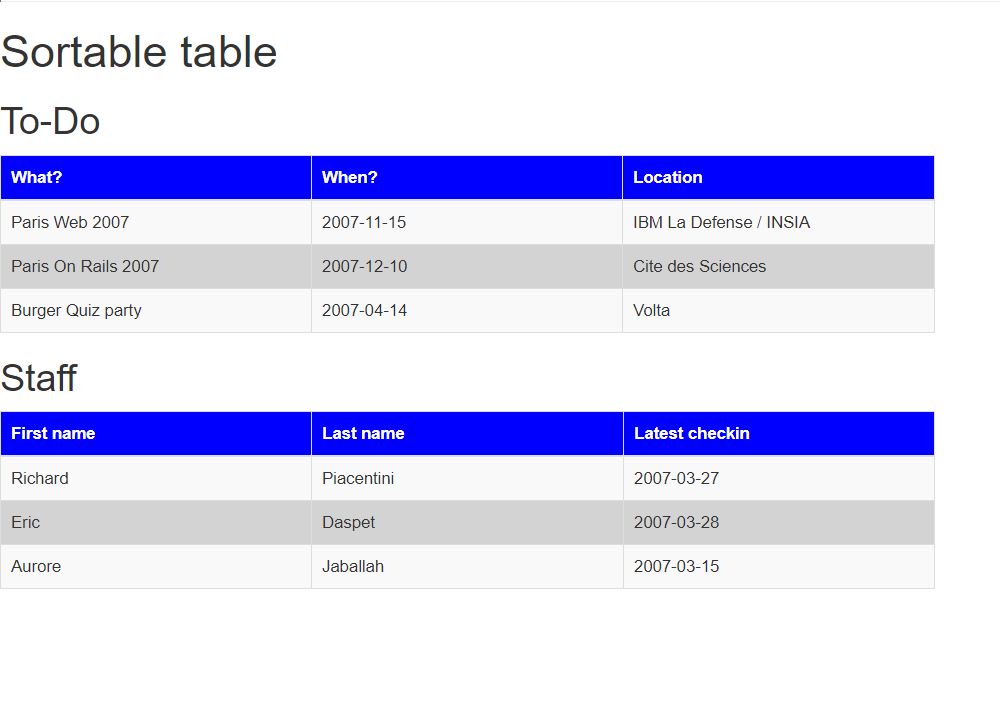 Sortable table
To-Do
What? When? Location
Paris Web 2007 2007-11-15 IBM La Defense / INSIA
Paris On Rails 2007 2007-12-10 Cite des Sciences
Burger Quiz party 2007-04-14 Volta
Staff
First name Last name Latest checkin
Richard Piacentini 2007-03-27
Eric Daspet 2007-03-28
Aurore Jaballah 2007-03-15